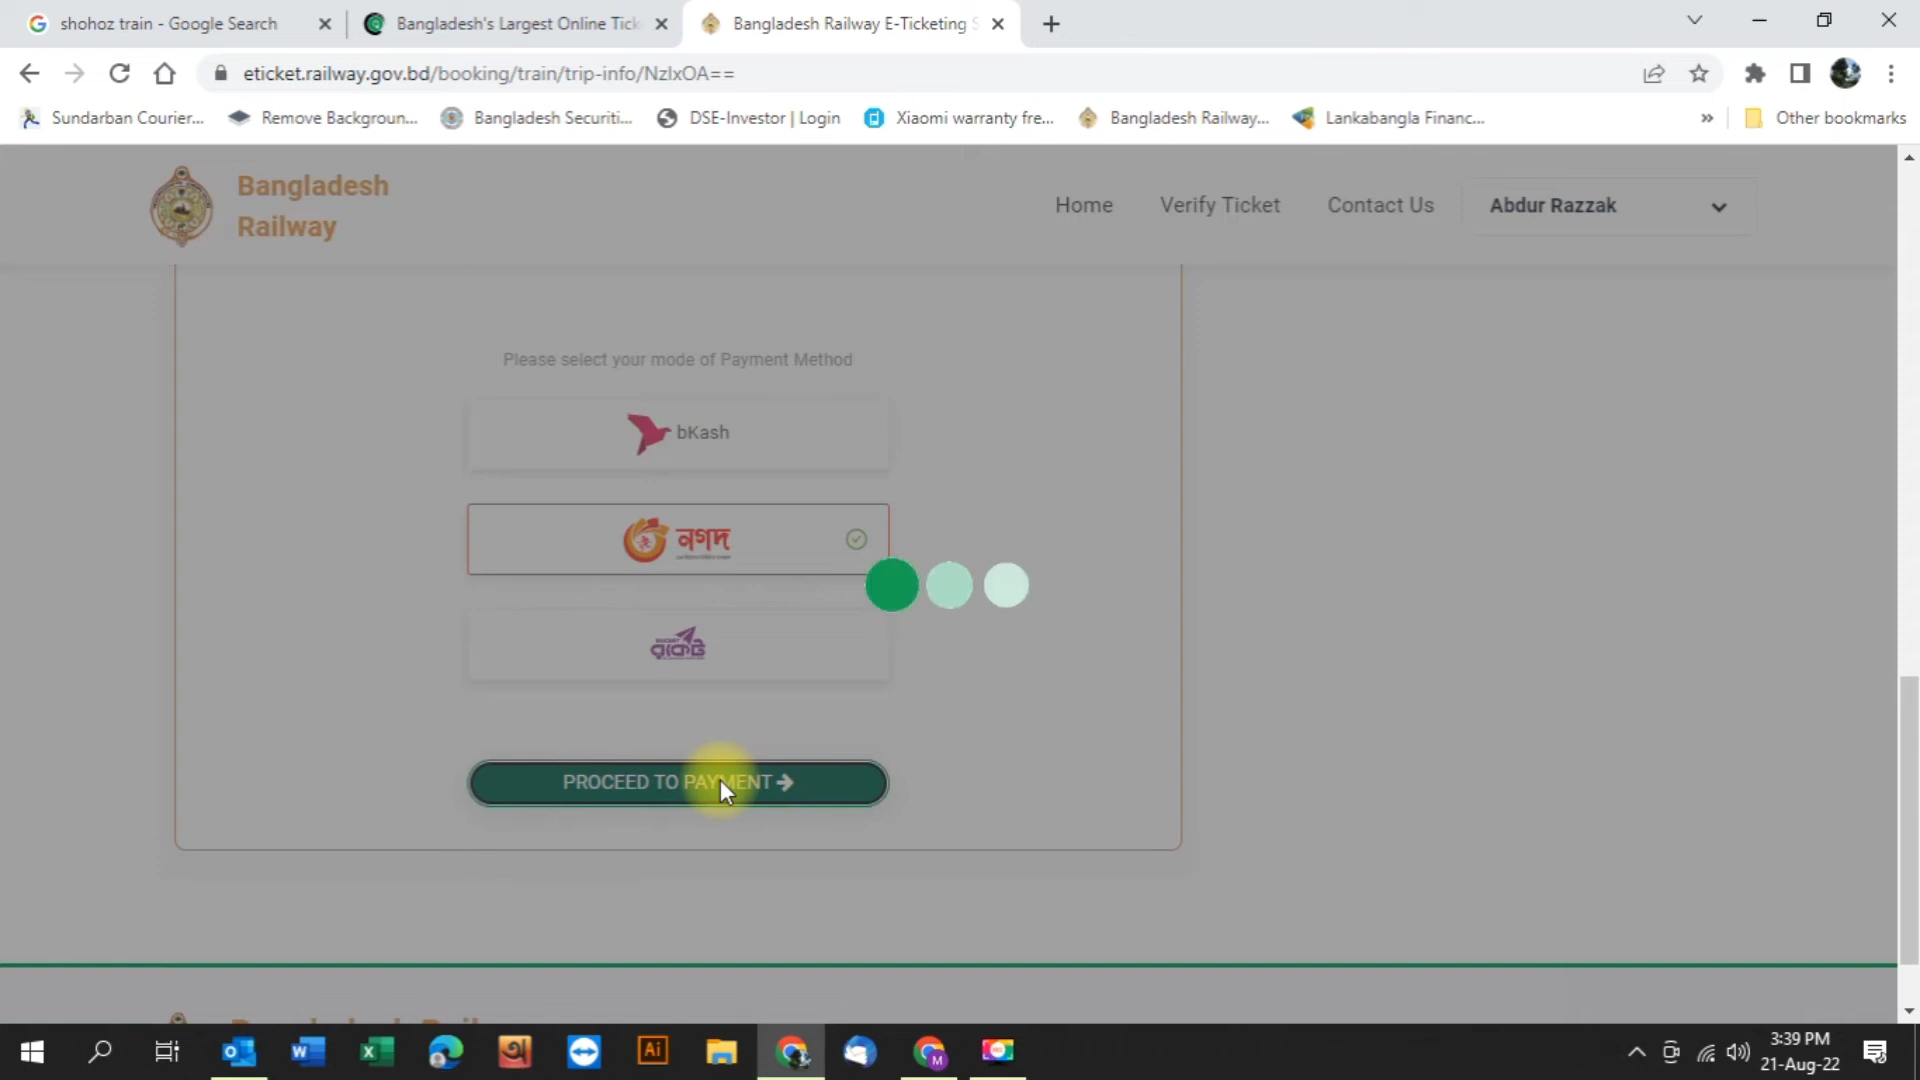 shohoz train - Google Search
Bangladesh's Largest Online Tick
Bangladesh Railway E-Ticketing S
eticket.railway.gov.bd/booking/train/trip-info/NzIxOA==
Sundarban Courier...
Remove Backgroun...
Bangladesh Securiti...
DSE-Investor | Login
Xiaomi warranty fre...
Bangladesh Railway...
Lankabangla Financ...
»
Other bookmarks
Bangladesh
Railway
Home
Verify Ticket
Contact Us
Abdur Razzak
Please select your mode of Payment Method
bKash
নগদ
রকেট
PROCEED TO PAYMENT
3:39 PM
21-Aug-22